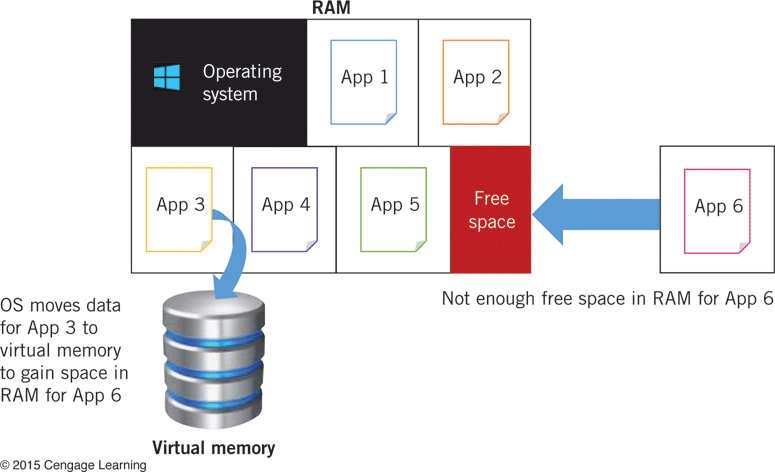 RAM
Operating
system
App 1
App 2
App 3
App 4
App 5
Free
space
App 6
Not enough free space in RAM for App 6
OS moves data
for App 3 to
virtual memory
to gain space in
RAM for App 6
Virtual memory
© 2015 Cengage Learning